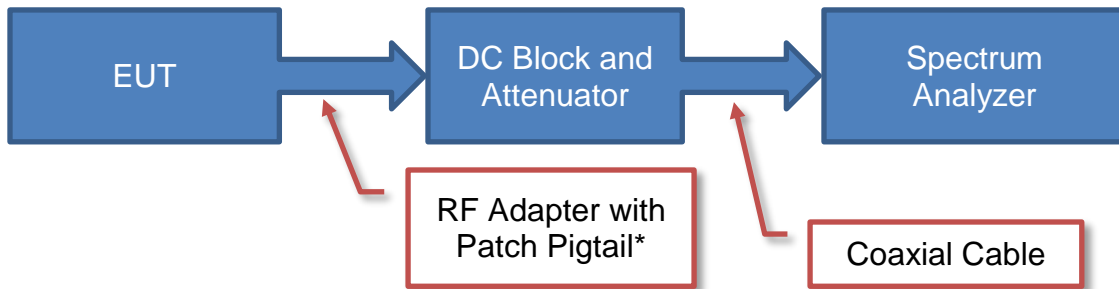 EUT
DC Block and
Attenuator
Spectrum
Analyzer
RF Adapter with
Patch Pigtail*
Coaxial Cable